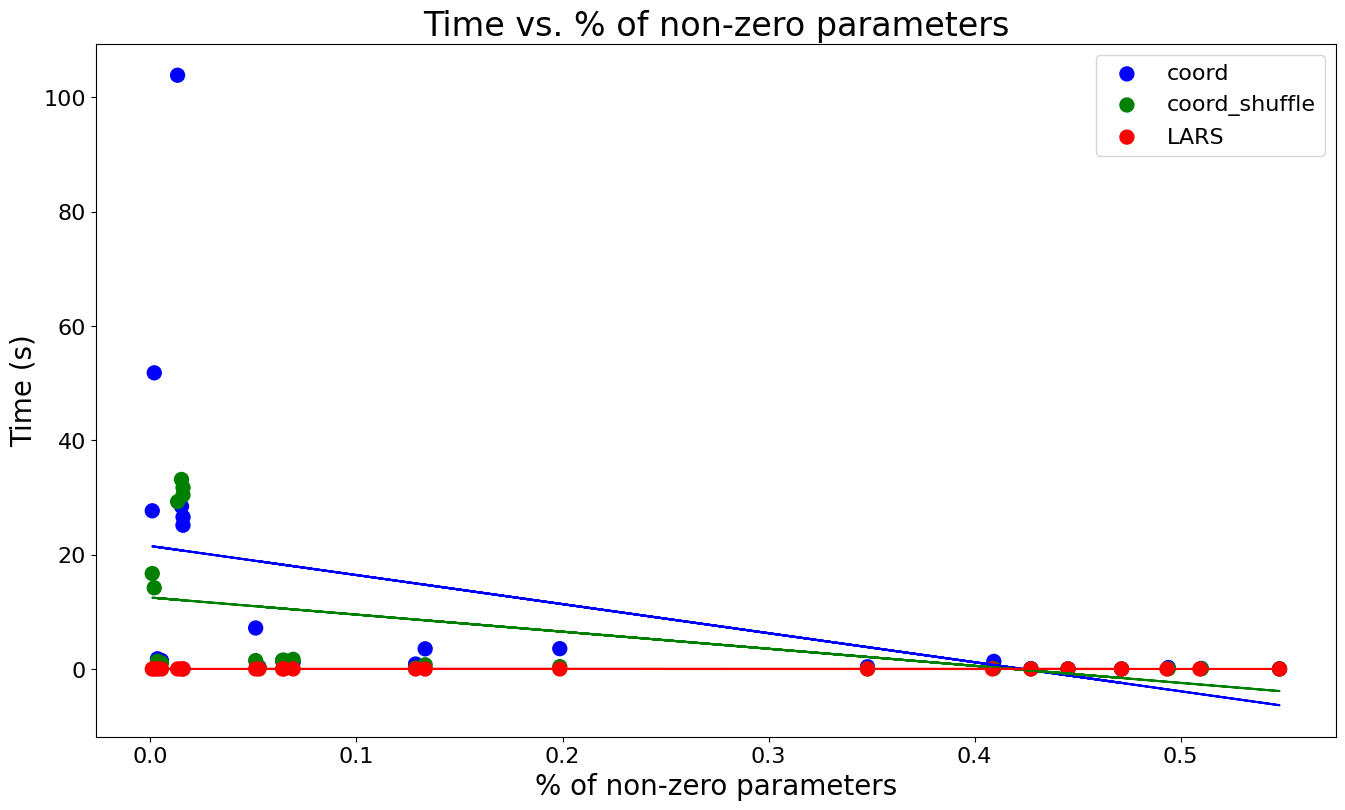 Time vs. % of non-zero parameters
coord
coord_shuffle
LARS
Time (s)
100
80
60
40
20
0
0.0 0.1 0.2 0.3 0.4 0.5
% of non-zero parameters